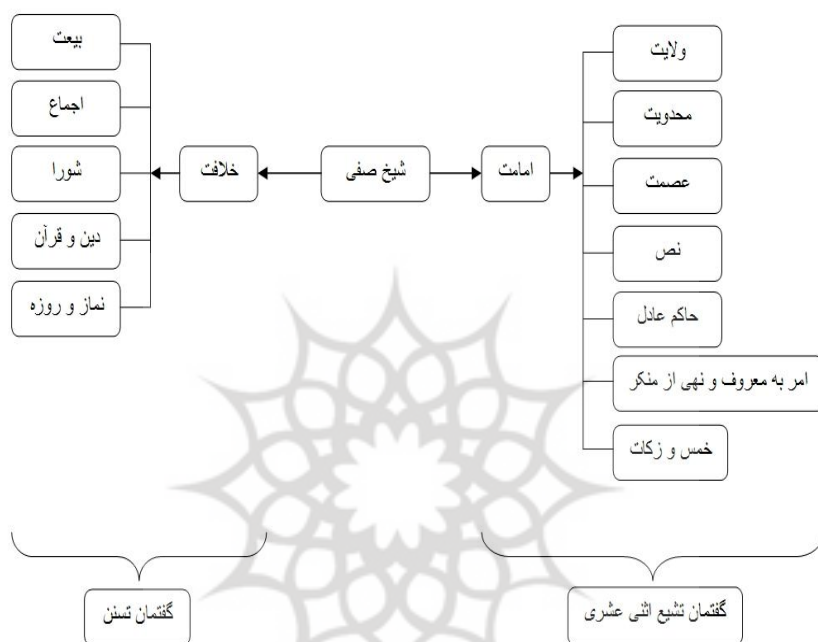 ولایت
محدویت
عصمت
نص
حاکم عادل
امر به معروف و نهی از منکر
خمس و زکات
امامت
شیخ صفی
خلافت
بیعت
اجماع
شورا
دین و قرآن
نماز و روزه
گفتمان تشیع اثنی عشری
گفتمان تسنن